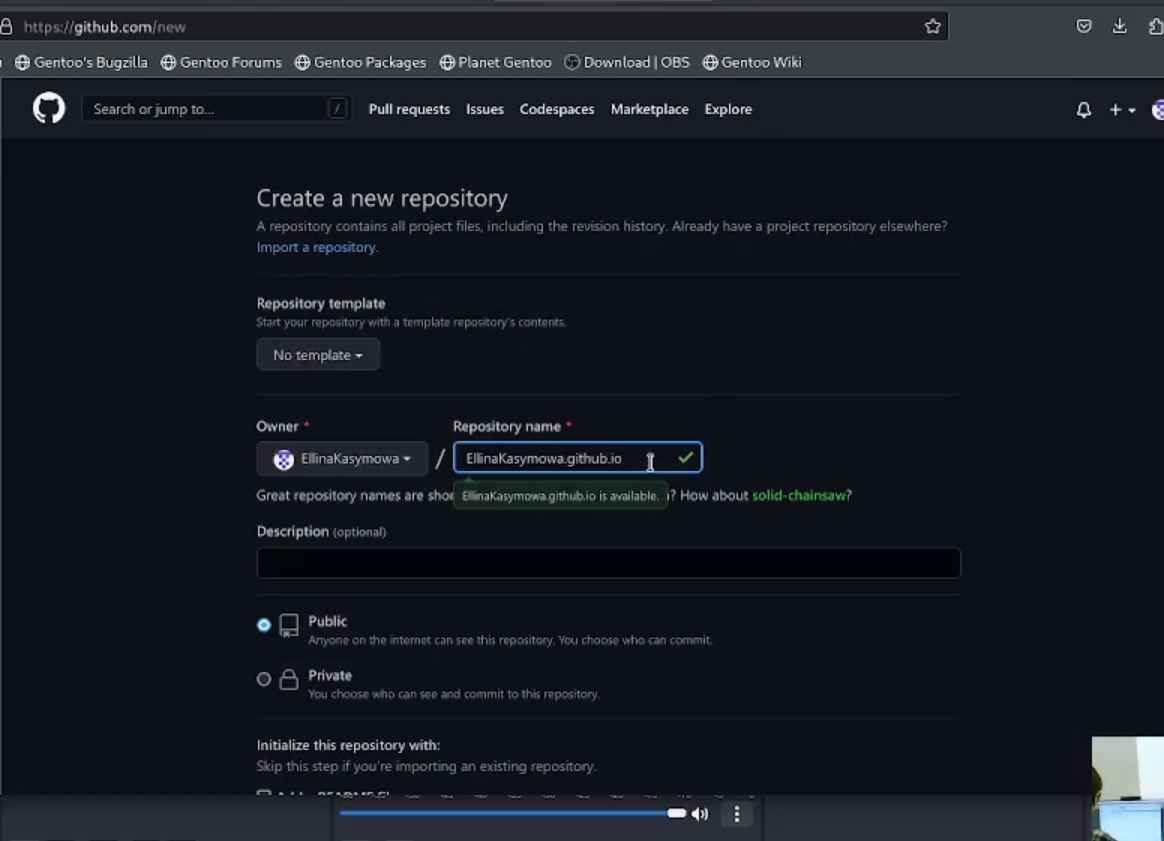 https://github.com/new
Gentoo's Bugzilla Gentoo Forums Gentoo Packages Planet Gentoo Download | OBS Gentoo Wiki
Search or jump to... / Pull requests Issues Codespaces Marketplace Explore
Create a new repository
A repository contains all project files, including the revision history. Already have a project repository elsewhere?
Import a repository.
Repository template
Start your repository with a template repository's contents.
No template
Owner * Repository name *
EllinaKasymowa / EllinaKasymowa.github.io
Great repository names are ? How about solid-chainsaw?
EllinaKasymowa.github.io is available.
Description (optional)
Public
Anyone on the internet can see this repository. You choose who can commit.
Private
You choose who can see and commit to this repository.
Initialize this repository with:
Skip this step if you're importing an existing repository.